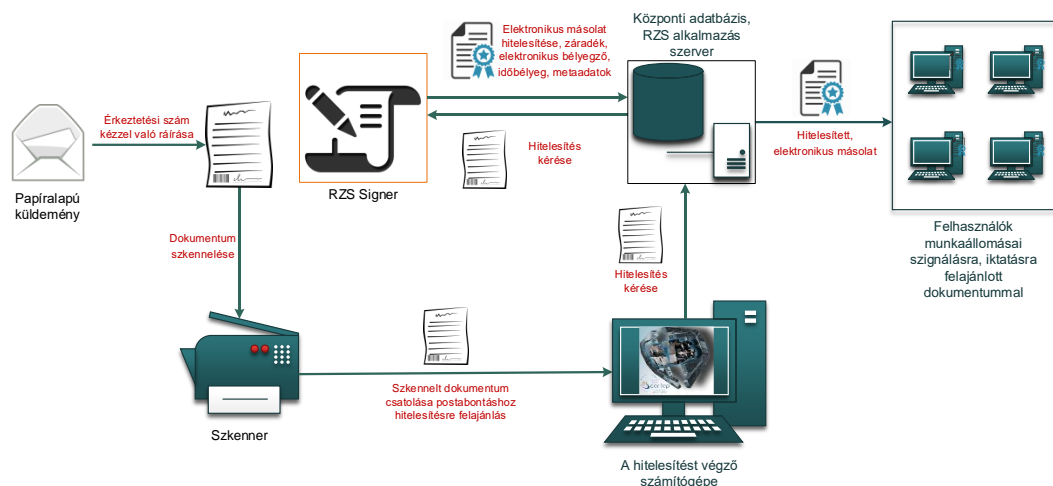 Elektronikus másolat
hitelesítése, záradék,
elektronikus bélyegző,
időbélyeg, metaadatok
Központi adatbázis,
RZS alkalmazás
szerver
Érkeztetési szám
kézzel való ráírása
Papíralapú
küldemény
RZS Signer
Hitelesítés
kérése
Hitelesített,
elektronikus másolat
Felhasználók
munkaállomásai
szignálásra, iktatásra
felajánlott
dokumentummal
Dokumentum
szkennelése
Hitelesítés
kérése
Szkennelt dokumentum
csatolása postabontáshoz
hitelesítésre felajánlás
Szkenner
A hitelesítést végző
számítógépe